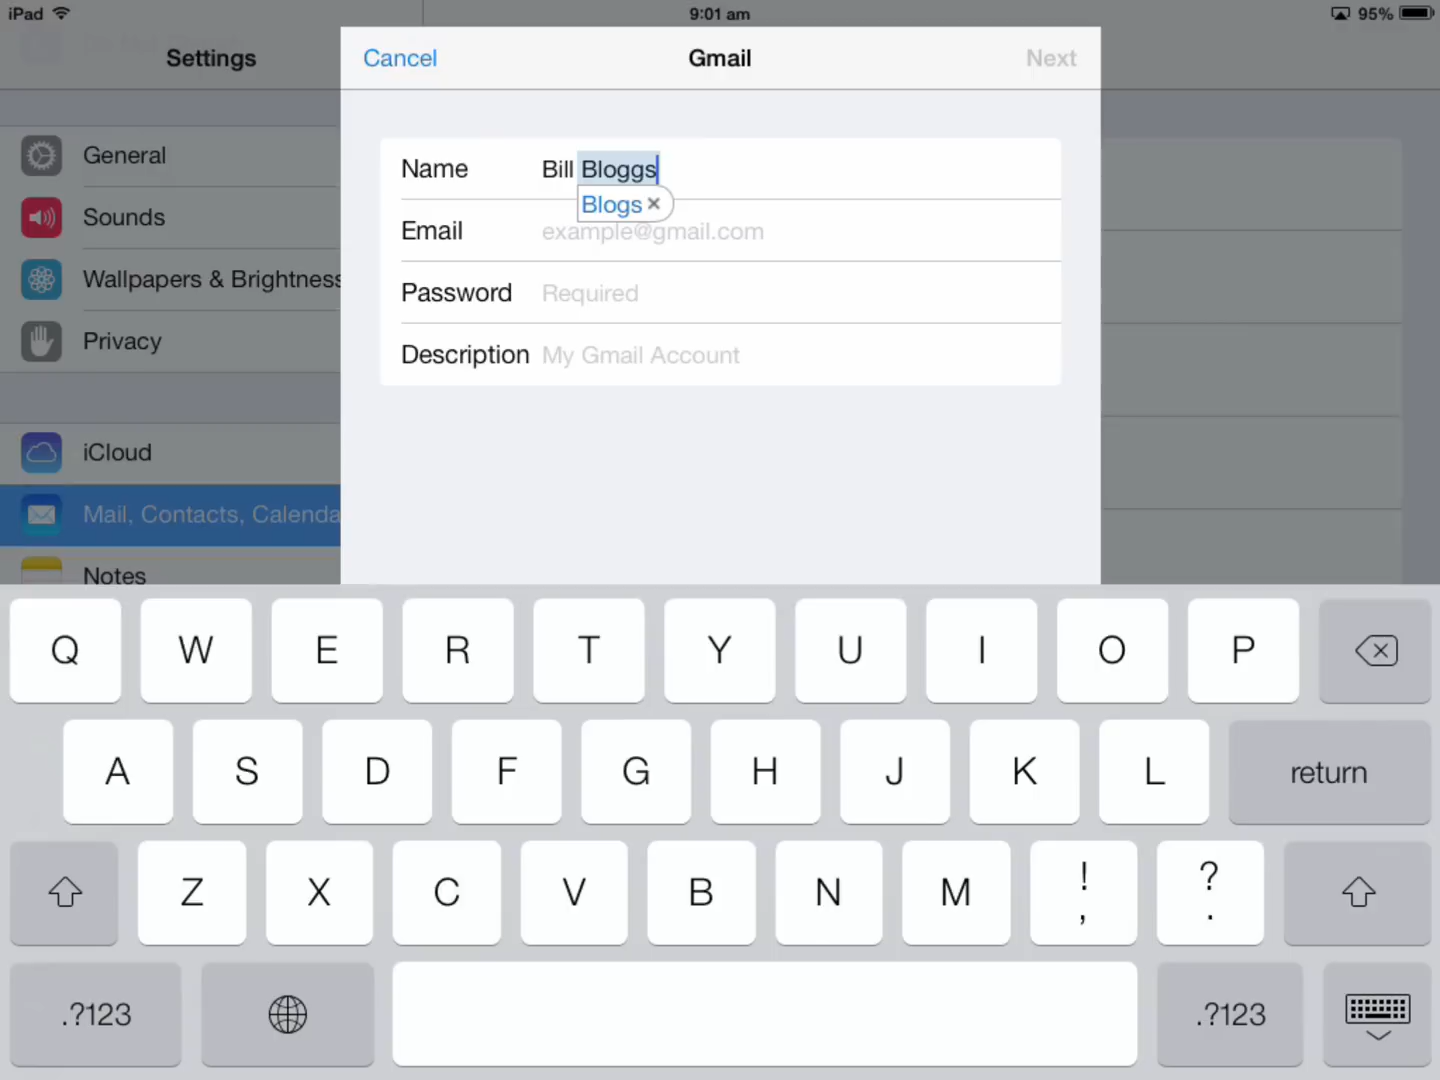 iPad 9:01 am 95%
Settings
Cancel Gmail Next
General
Sounds
Wallpapers & Brightness
Privacy
iCloud
Mail, Contacts, Calenda
Notes
Name Bill Bloggs
Blogs ×
Email example@gmail.com
Password Required
Description My Gmail Account
Q W E R T Y U I O P
A S D F G H J K L return
Z X C V B N M ! , ? .
.?123 .?123